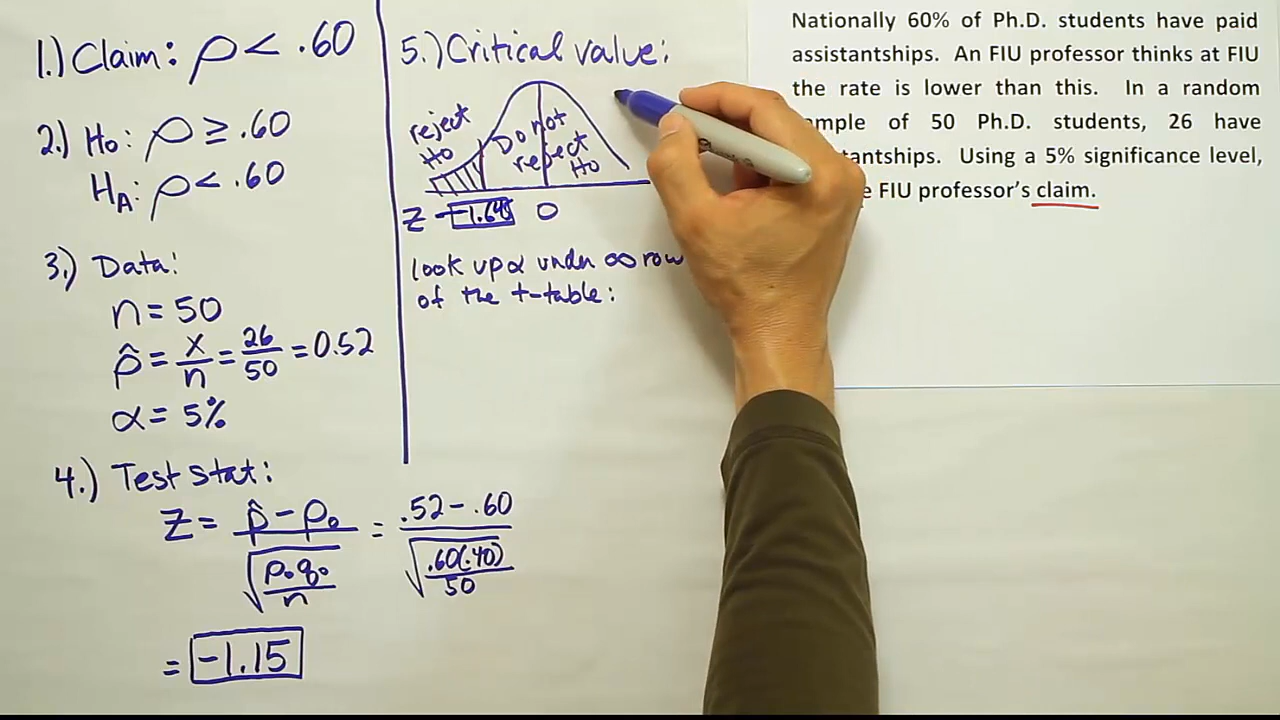 1.) Claim: p < .60
2.) Ho: p ≥ .60
HA: p < .60
3.) Data:
n = 50
p̂ = x/n = 26/50 = 0.52
α = 5%
4.) Test stat:
Z = (p̂ - p₀)/√(p₀q₀/n) = (.52 - .60)/√(.60(.40)/50)
= -1.15
5.) Critical value:
reject Ho
Do not reject Ho
Z -1.645 0
look up α under ∞ row
of the t-table:
Nationally 60% of Ph.D. students have paid
assistantships. An FIU professor thinks at FIU
the rate is lower than this. In a random
mple of 50 Ph.D. students, 26 have
tantships. Using a 5% significance level,
e FIU professor's claim.